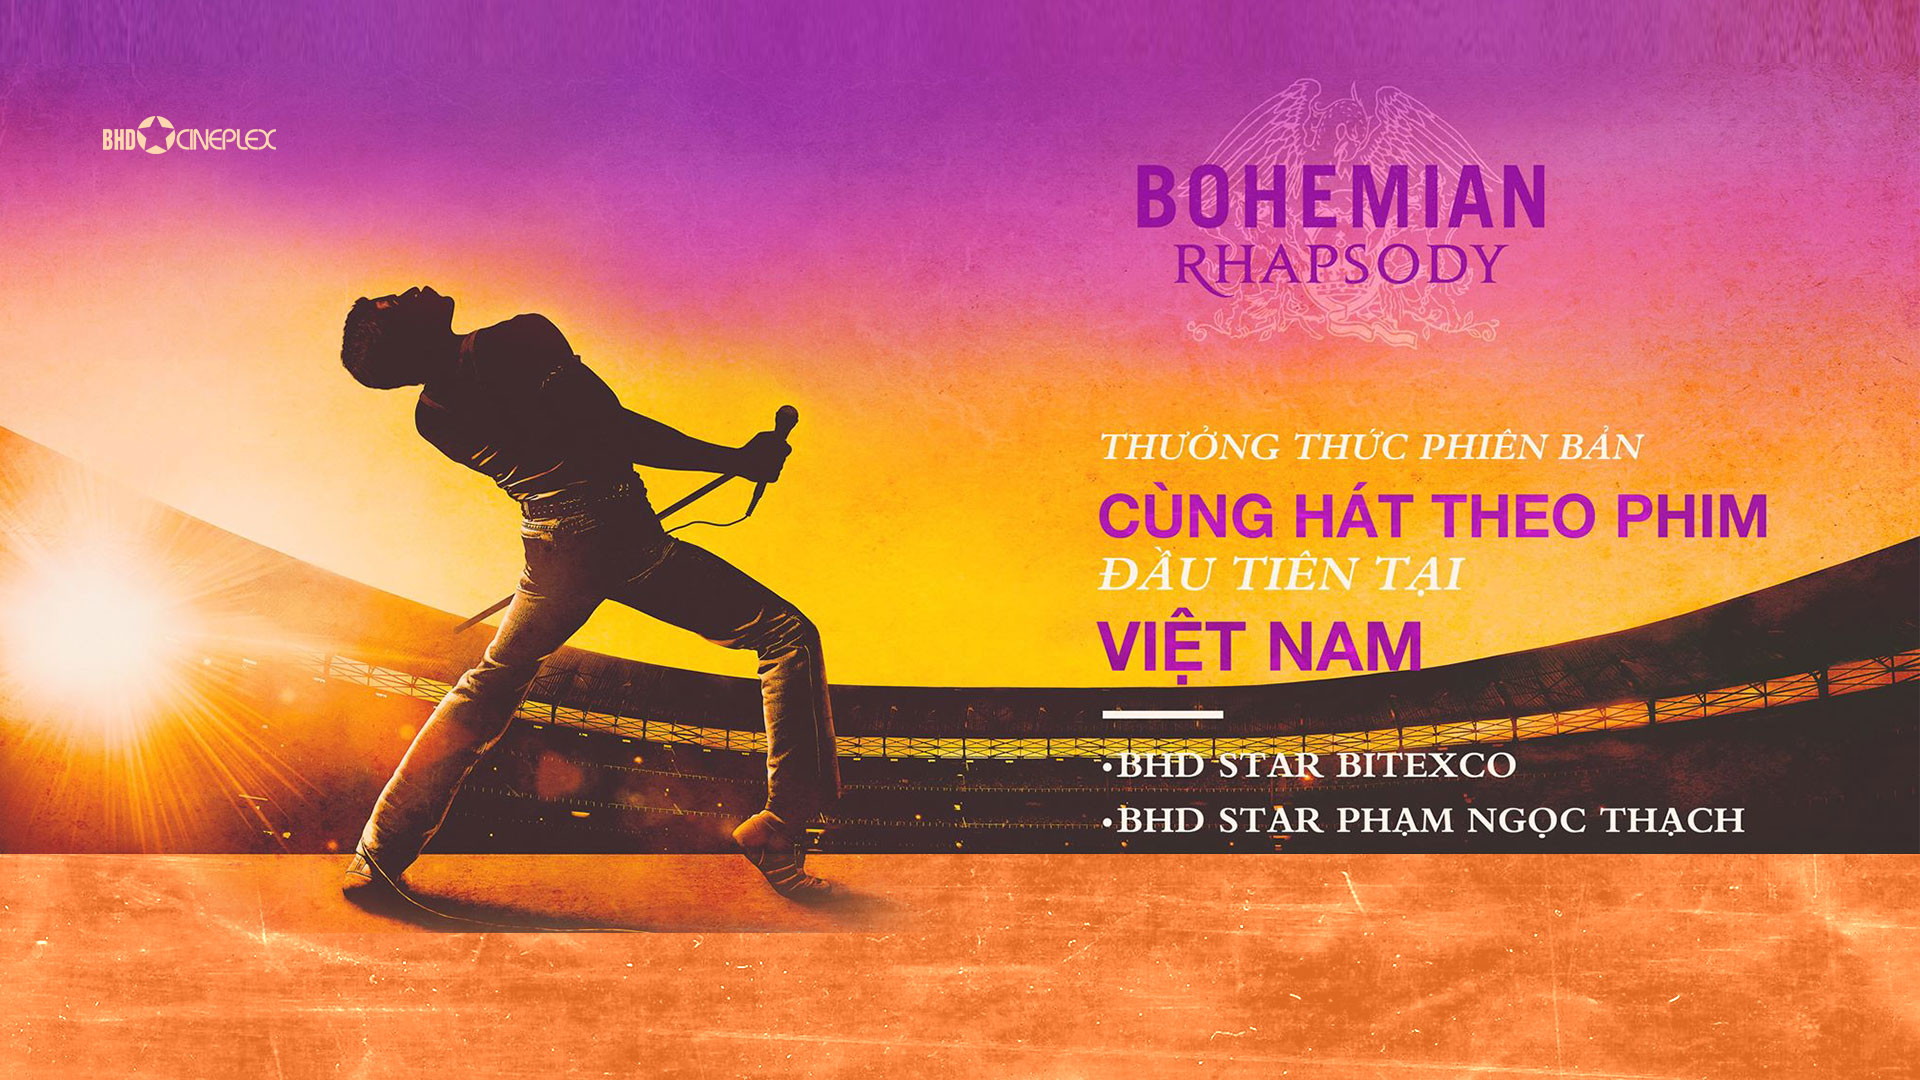 BHD CINEPLEX
BOHEMIAN
RHAPSODY
THƯỞNG THỨC PHIÊN BẢN
CÙNG HÁT THEO PHIM
ĐẦU TIÊN TẠI
VIỆT NAM
•BHD STAR BITEXCO
•BHD STAR PHẠM NGỌC THẠCH